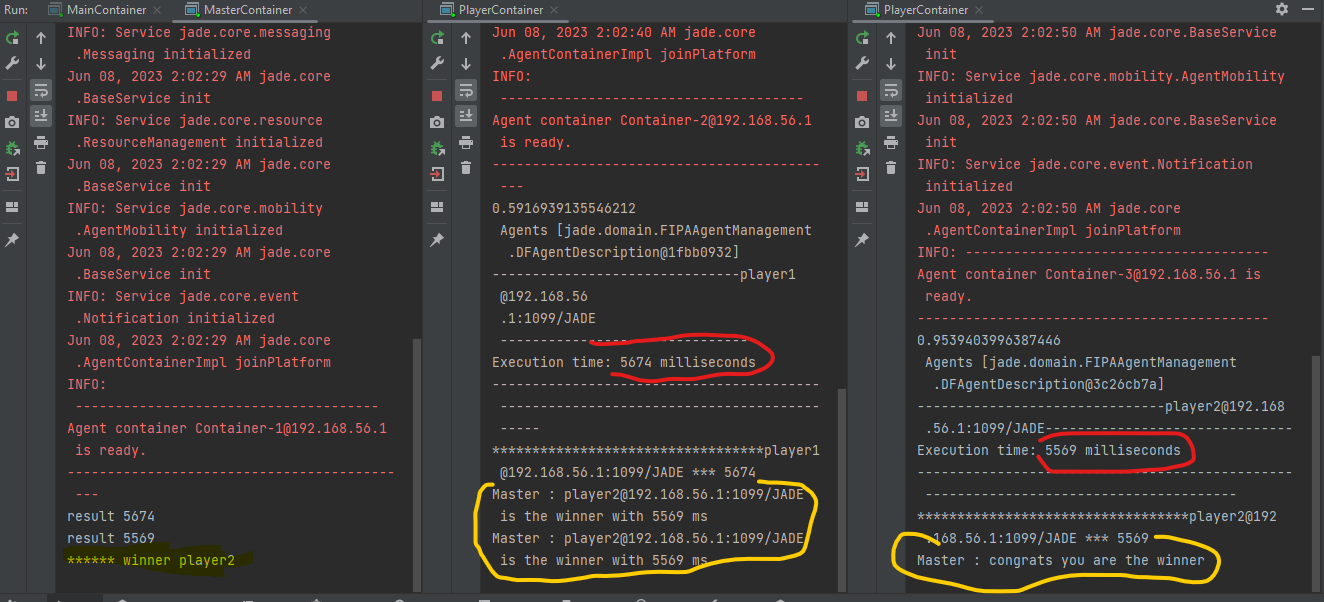 Run:
MainContainer
MasterContainer
PlayerContainer
PlayerContainer
INFO: Service jade.core.messaging
.Messaging initialized
Jun 08, 2023 2:02:29 AM jade.core
.BaseService init
INFO: Service jade.core.resource
.ResourceManagement initialized
Jun 08, 2023 2:02:29 AM jade.core
.BaseService init
INFO: Service jade.core.mobility
.AgentMobility initialized
Jun 08, 2023 2:02:29 AM jade.core
.BaseService init
INFO: Service jade.core.event
.Notification initialized
Jun 08, 2023 2:02:29 AM jade.core
.AgentContainerImpl joinPlatform
INFO:
--------------------------------------
Agent container Container-1@192.168.56.1
is ready.
-----------------------------------------
---
result 5674
result 5569
****** winner player2
Jun 08, 2023 2:02:40 AM jade.core
.AgentContainerImpl joinPlatform
INFO:
--------------------------------------
Agent container Container-2@192.168.56.1
is ready.
-----------------------------------------
---
0.5916939135546212
Agents [jade.domain.FIPAAgentManagement
.DFAgentDescription@1fbb0932]
-------------------------------player1
@192.168.56
.1:1099/JADE
-------------------------------
Execution time: 5674 milliseconds
-----------------------------------------
----------------------------------------
-----
**********************************player1
@192.168.56.1:1099/JADE *** 5674
Master : player2@192.168.56.1:1099/JADE
is the winner with 5569 ms
Master : player2@192.168.56.1:1099/JADE
is the winner with 5569 ms
Jun 08, 2023 2:02:50 AM jade.core.BaseService
init
INFO: Service jade.core.mobility.AgentMobility
initialized
Jun 08, 2023 2:02:50 AM jade.core.BaseService
init
INFO: Service jade.core.event.Notification
initialized
Jun 08, 2023 2:02:50 AM jade.core
.AgentContainerImpl joinPlatform
INFO: --------------------------------------
Agent container Container-3@192.168.56.1 is
ready.
--------------------------------------------
0.9539403996387446
Agents [jade.domain.FIPAAgentManagement
.DFAgentDescription@3c26cb7a]
-------------------------------player2@192.168
.56.1:1099/JADE-------------------------------
Execution time: 5569 milliseconds
-----------------------------------------------
---------------------------------------
**********************************player2@192
.168.56.1:1099/JADE *** 5569
Master : congrats you are the winner